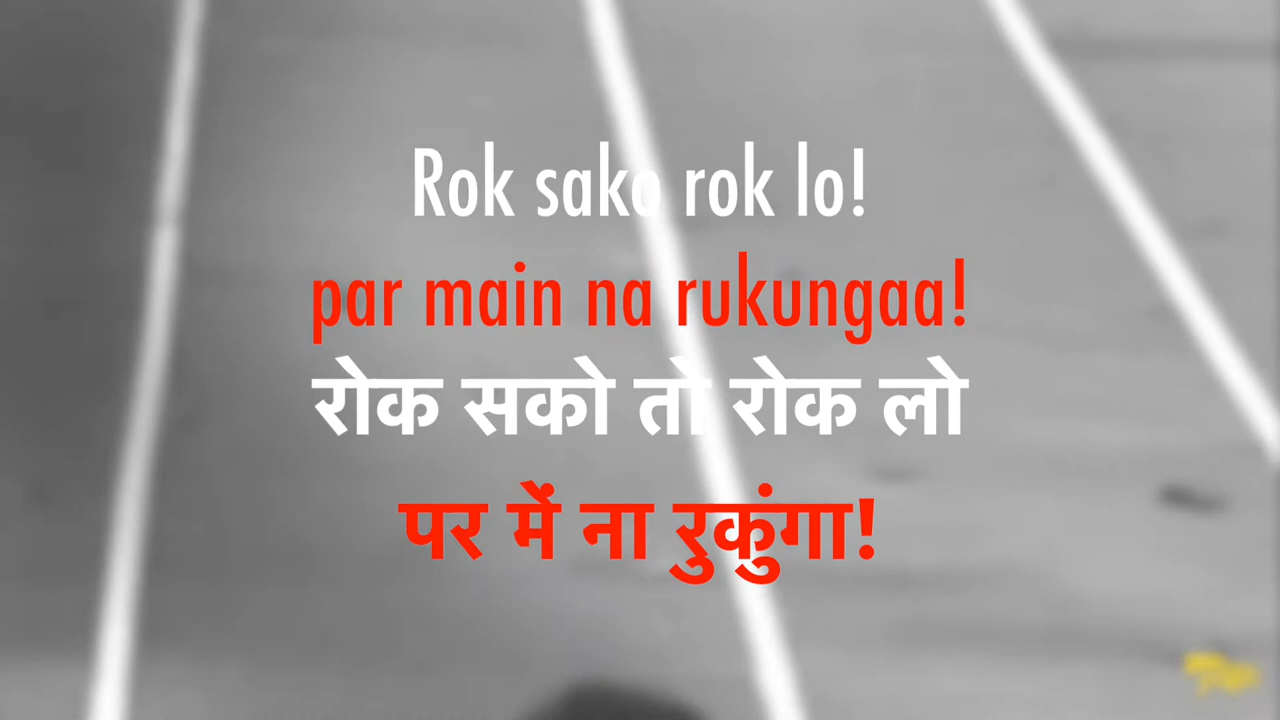 Rok sako rok lo!
par main na rukungaa!
रोक सको तो रोक लो
पर में ना रुकुंगा!